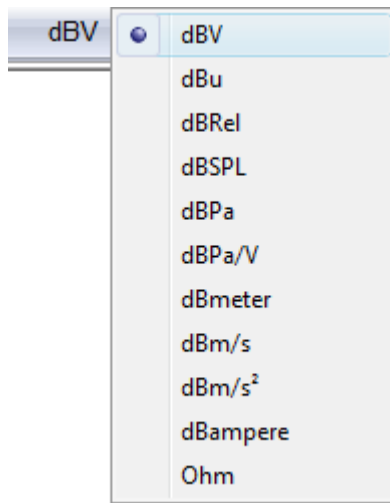 dBV
dBV
dBu
dBRel
dBSPL
dBPa
dBPa/V
dBmeter
dBm/s
dBm/s²
dBampere
Ohm